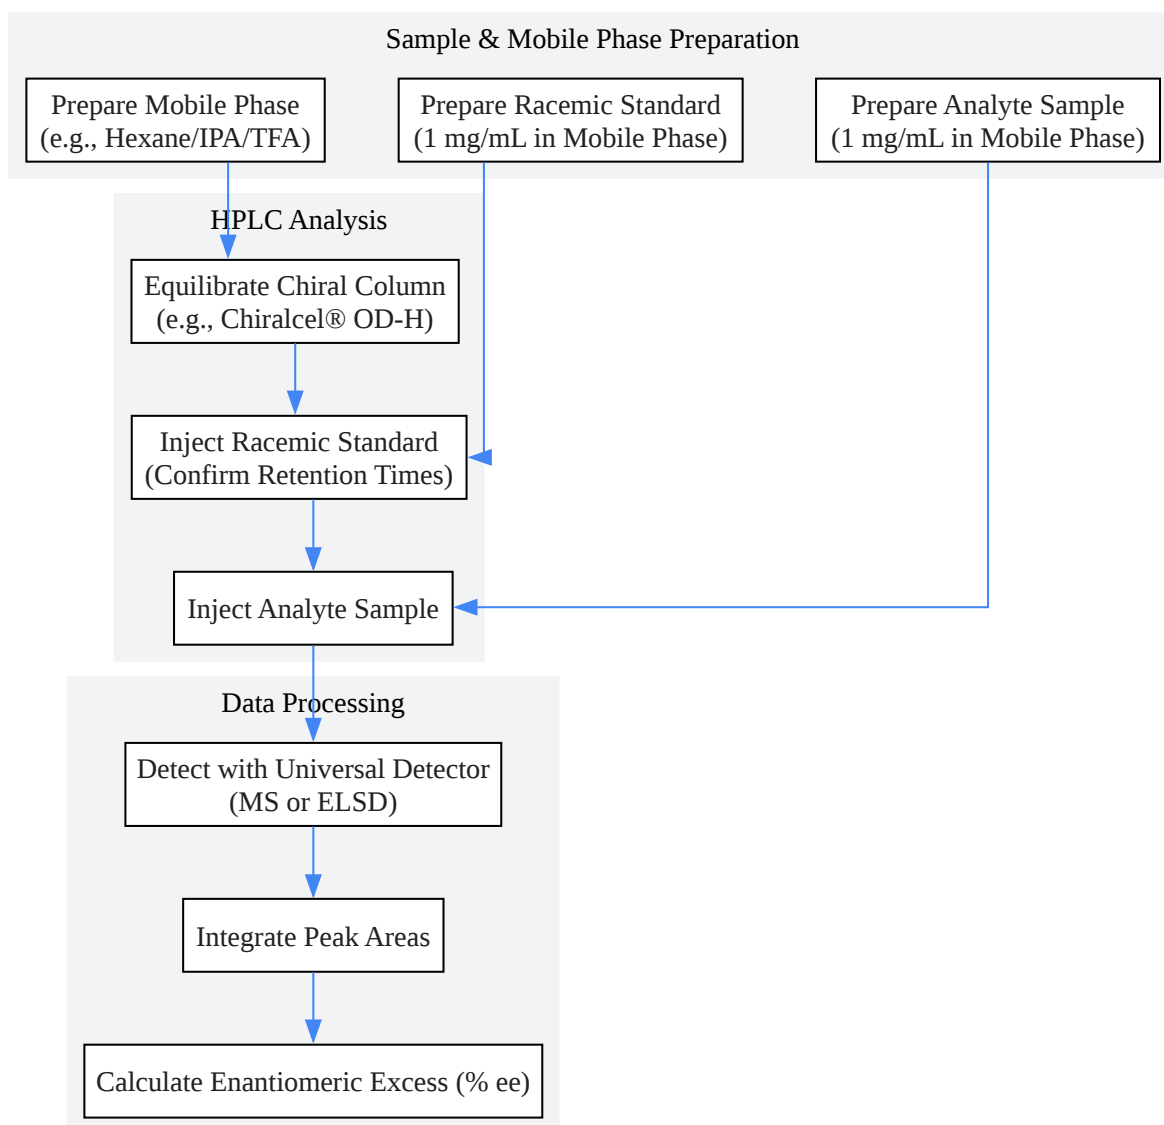 Sample & Mobile Phase Preparation
Prepare Mobile Phase
(e.g., Hexane/IPA/TFA)
Prepare Racemic Standard
(1 mg/mL in Mobile Phase)
Prepare Analyte Sample
(1 mg/mL in Mobile Phase)
HPLC Analysis
Equilibrate Chiral Column
(e.g., Chiralcel® OD-H)
Inject Racemic Standard
(Confirm Retention Times)
Inject Analyte Sample
Data Processing
Detect with Universal Detector
(MS or ELSD)
Integrate Peak Areas
Calculate Enantiomeric Excess (% ee)